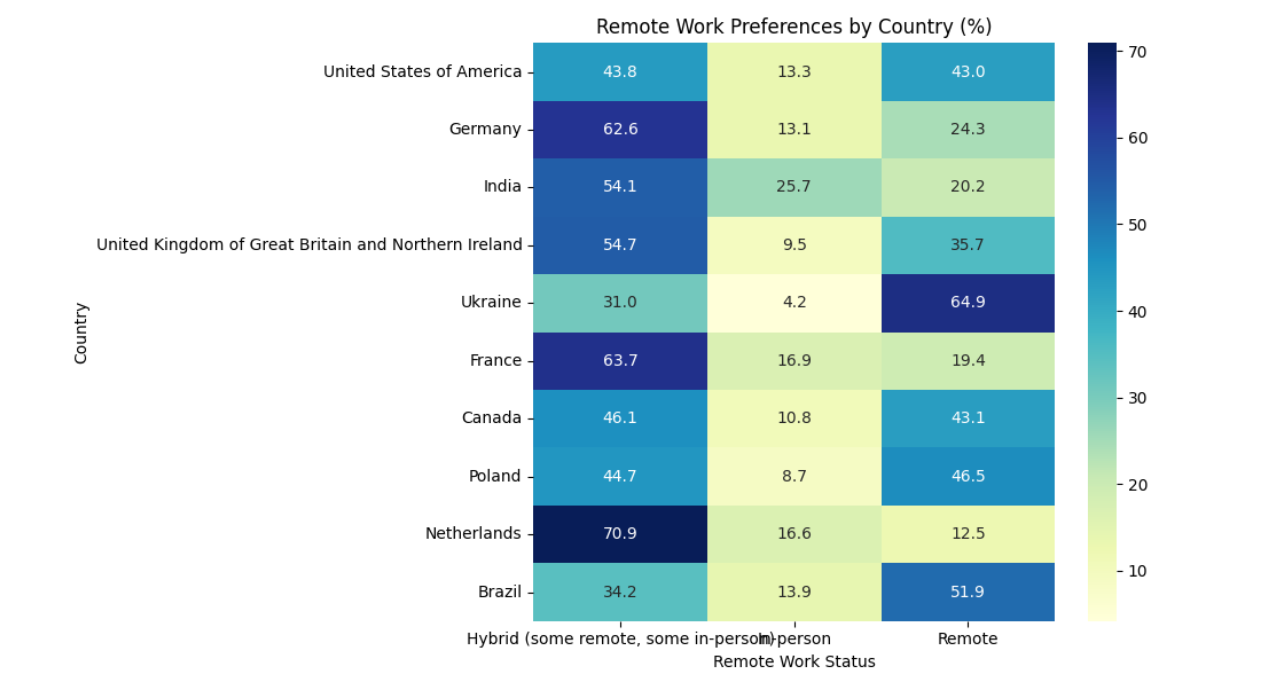 Remote Work Preferences by Country (%)
United States of America 43.8 13.3 43.0
Germany 62.6 13.1 24.3
India 54.1 25.7 20.2
United Kingdom of Great Britain and Northern Ireland 54.7 9.5 35.7
Ukraine 31.0 4.2 64.9
France 63.7 16.9 19.4
Canada 46.1 10.8 43.1
Poland 44.7 8.7 46.5
Netherlands 70.9 16.6 12.5
Brazil 34.2 13.9 51.9
Country
Hybrid (some remote, some in-person) In-person Remote
Remote Work Status
70
60
50
40
30
20
10